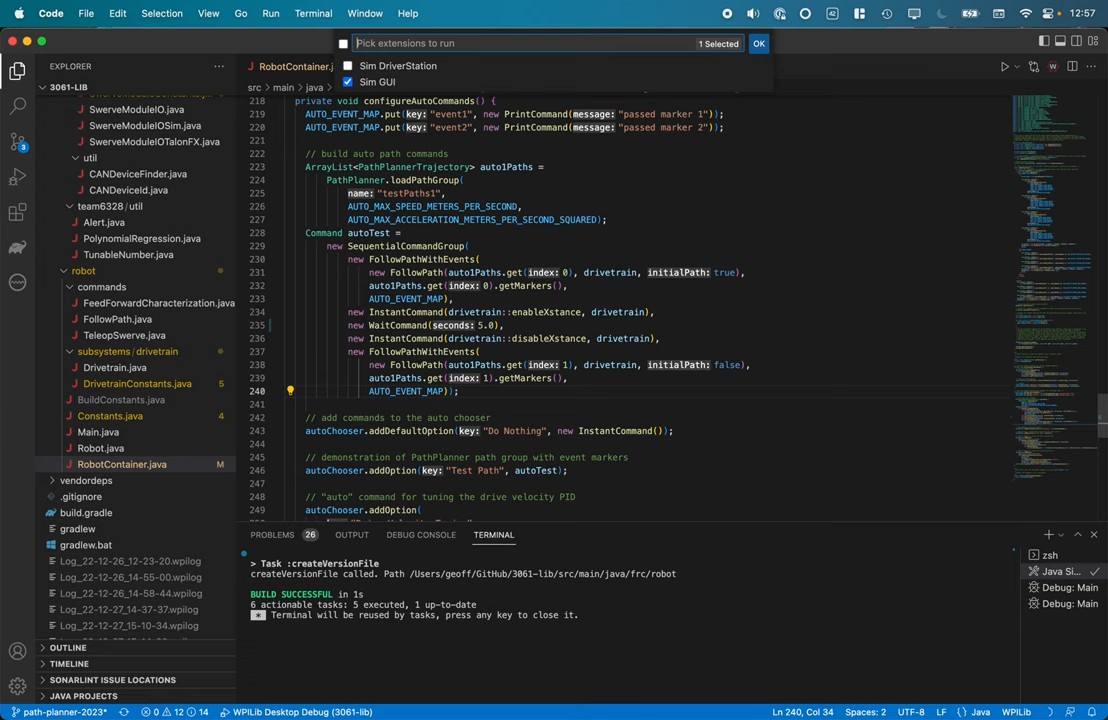 Code File Edit Selection View Go Run Terminal Window Help 42 12:57
Pick extensions to run 1 Selected OK
Sim DriverStation
Sim GUI
EXPLORER
3061-LIB
SwerveModuleIO.java
SwerveModuleIOSim.java
SwerveModuleIOTalonFX.java
util
CANDeviceFinder.java
CANDeviceId.java
team6328/util
Alert.java
PolynomialRegression.java
TunableNumber.java
robot
commands
FeedForwardCharacterization.java
FollowPath.java
TeleopSwerve.java
subsystems / drivetrain
Drivetrain.java
DrivetrainConstants.java 5
BuildConstants.java
Constants.java 4
Main.java
Robot.java
RobotContainer.java M
vendordeps
.gitignore
build.gradle
gradlew
gradlew.bat
Log_22-12-26_12-23-20.wpilog
Log_22-12-26_14-55-00.wpilog
Log_22-12-26_14-58-44.wpilog
Log_22-12-27_14-37-37.wpilog
Log_22-12-27_15-10-34.wpilog
OUTLINE
TIMELINE
SONARLINT ISSUE LOCATIONS
JAVA PROJECTS
3
RobotContainer.j
src > main > java >
218 private void configureAutoCommands() {
219 AUTO_EVENT_MAP.put(key:"event1", new PrintCommand(message:"passed marker 1"));
220 AUTO_EVENT_MAP.put(key:"event2", new PrintCommand(message:"passed marker 2"));
221
222 // build auto path commands
223 ArrayList<PathPlannerTrajectory> auto1Paths =
224 PathPlanner.loadPathGroup(
225 name:"testPaths1",
226 AUTO_MAX_SPEED_METERS_PER_SECOND,
227 AUTO_MAX_ACCELERATION_METERS_PER_SECOND_SQUARED);
228 Command autoTest =
229 new SequentialCommandGroup(
230 new FollowPathWithEvents(
231 new FollowPath(auto1Paths.get(index:0), drivetrain, initialPath:true),
232 auto1Paths.get(index:0).getMarkers(),
233 AUTO_EVENT_MAP),
234 new InstantCommand(drivetrain::enableXstance, drivetrain),
235 new WaitCommand(seconds:5.0),
236 new InstantCommand(drivetrain::disableXstance, drivetrain),
237 new FollowPathWithEvents(
238 new FollowPath(auto1Paths.get(index:1), drivetrain, initialPath:false),
239 auto1Paths.get(index:1).getMarkers(),
240 AUTO_EVENT_MAP));
241
242 // add commands to the auto chooser
243 autoChooser.addDefaultOption(key:"Do Nothing", new InstantCommand());
244
245 // demonstration of PathPlanner path group with event markers
246 autoChooser.addOption(key:"Test Path", autoTest);
247
248 // "auto" command for tuning the drive velocity PID
249 autoChooser.addOption(
PROBLEMS 26 OUTPUT DEBUG CONSOLE TERMINAL
> Task :createVersionFile
createVersionFile called. Path /Users/geoff/GitHub/3061-lib/src/main/java/frc/robot
BUILD SUCCESSFUL in 1s
6 actionable tasks: 5 executed, 1 up-to-date
* Terminal will be reused by tasks, press any key to close it.
zsh
Java Si...
Debug: Main
Debug: Main
path-planner-2023* 0 12 14 WPILib Desktop Debug (3061-lib) Ln 240, Col 34 Spaces: 2 UTF-8 LF {} Java WPILib